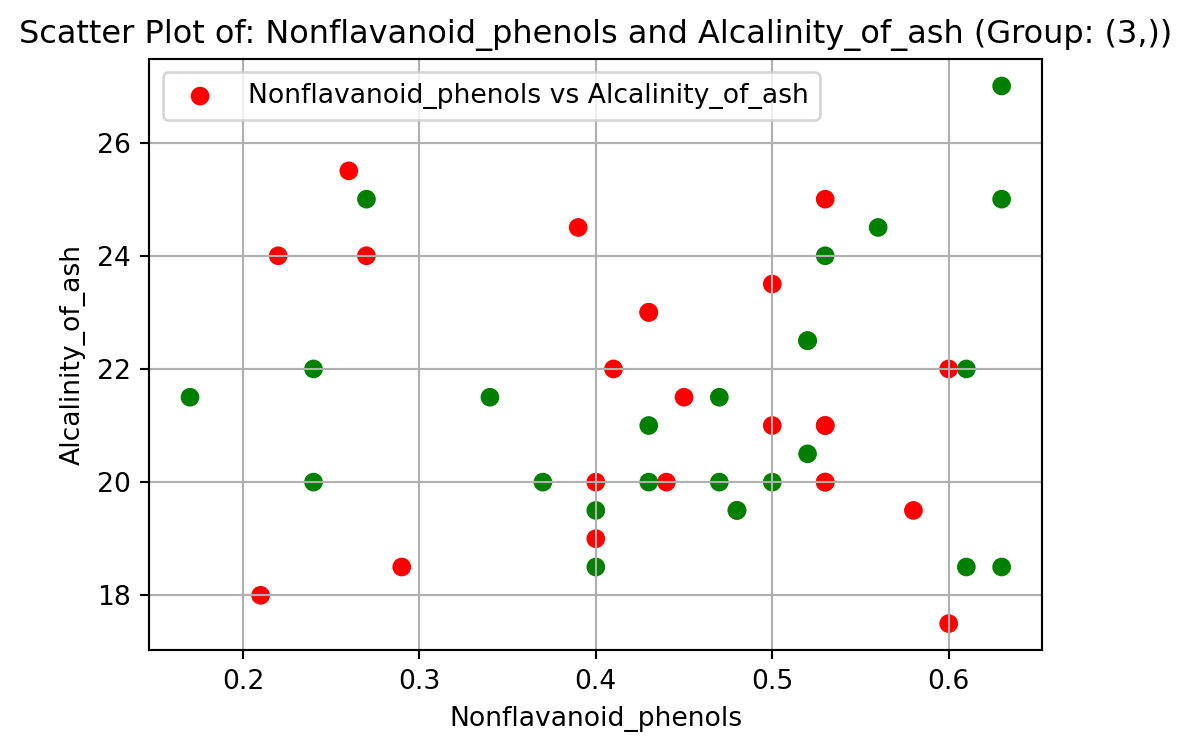 Scatter Plot of: Nonflavanoid_phenols and Alcalinity_of_ash (Group: (3,))
Nonflavanoid_phenols vs Alcalinity_of_ash
26
24
22
20
18
Alcalinity_of_ash
0.2 0.3 0.4 0.5 0.6
Nonflavanoid_phenols